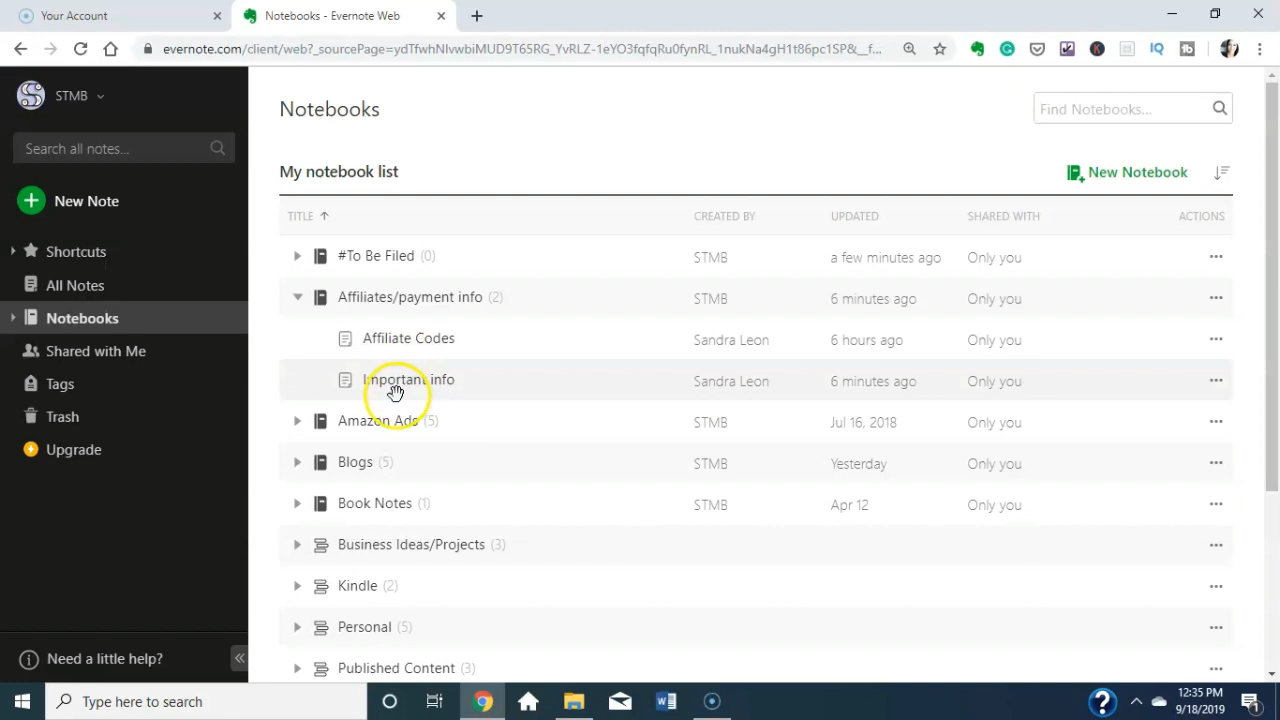 Your Account
Notebooks - Evernote Web
evernote.com/client/web?_sourcePage=ydTfwhNIvwbiMUD9T65RG_YvRLZ-1eYO3fqfqRu0fynRL_1nukNa4gH1t86pc1SP&__f...
STMB
Search all notes...
New Note
Shortcuts
All Notes
Notebooks
Shared with Me
Tags
Trash
Upgrade
Need a little help?
Notebooks
Find Notebooks...
My notebook list
New Notebook
TITLE CREATED BY UPDATED SHARED WITH ACTIONS
#To Be Filed (0) STMB a few minutes ago Only you
Affiliates/payment info (2) STMB 6 minutes ago Only you
Affiliate Codes Sandra Leon 6 hours ago Only you
Important info Sandra Leon 6 minutes ago Only you
Amazon Ads (5) STMB Jul 16, 2018 Only you
Blogs (5) STMB Yesterday Only you
Book Notes (1) STMB Apr 12 Only you
Business Ideas/Projects (3)
Kindle (2)
Personal (5)
Published Content (3)
Type here to search
12:35 PM
9/18/2019